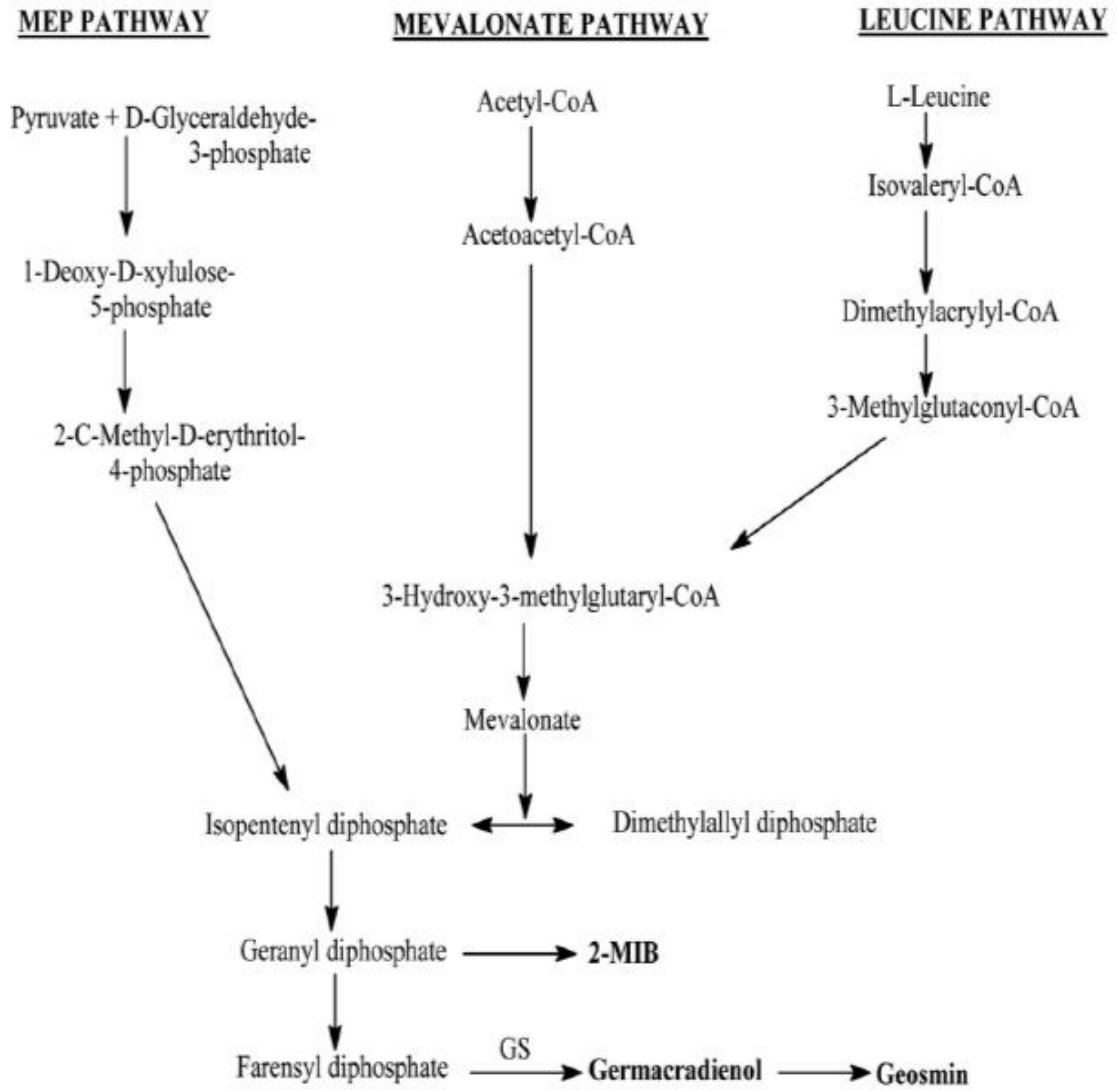 MEP PATHWAY
MEVALONATE PATHWAY
LEUCINE PATHWAY
Pyruvate + D-Glyceraldehyde-
3-phosphate
1-Deoxy-D-xylulose-
5-phosphate
2-C-Methyl-D-erythritol-
4-phosphate
Acetyl-CoA
Acetoacetyl-CoA
L-Leucine
Isovaleryl-CoA
Dimethylacrylyl-CoA
3-Methylglutaconyl-CoA
3-Hydroxy-3-methylglutaryl-CoA
Mevalonate
Isopentenyl diphosphate
Dimethylallyl diphosphate
Geranyl diphosphate
2-MIB
Farensyl diphosphate
GS
Germacradienol
Geosmin